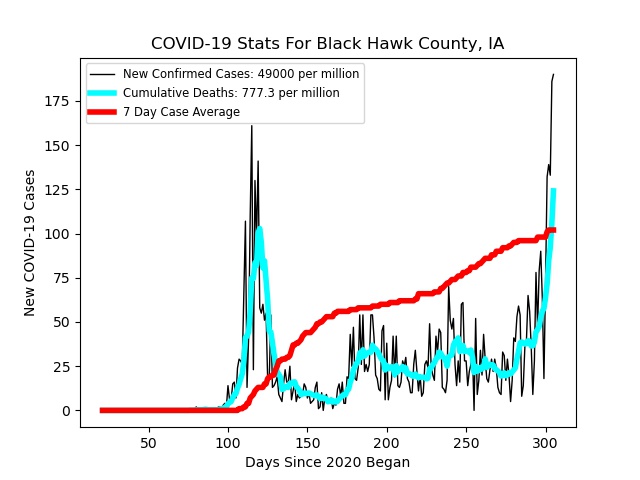 COVID-19 Stats For Black Hawk County, IA
New Confirmed Cases: 49000 per million
Cumulative Deaths: 777.3 per million
7 Day Case Average
New COVID-19 Cases
175
150
125
100
75
50
25
0
50
100
150
200
250
300
Days Since 2020 Began